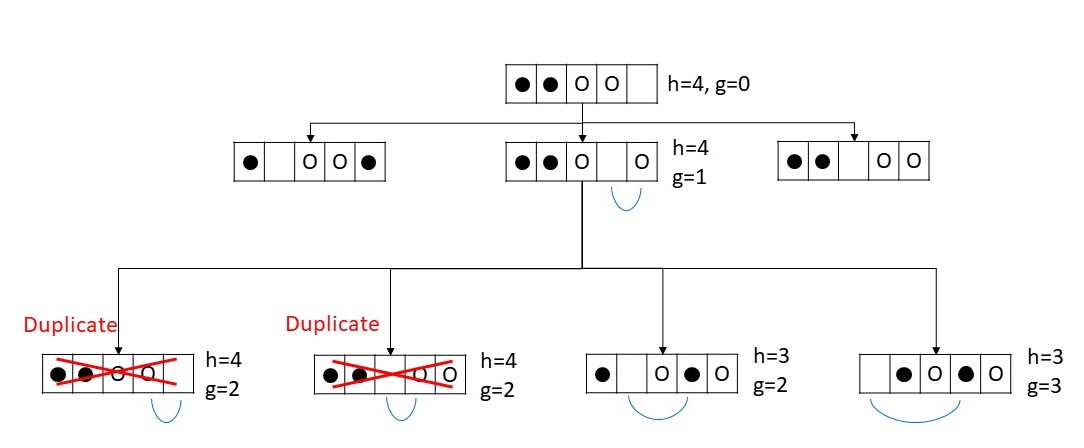 ● ● O O
h=4, g=0
● O O ●
● ● O O
h=4
g=1
● ● O O
Duplicate
● ● O O
h=4
g=2
Duplicate
● ● O O
h=4
g=2
● O ● O
h=3
g=2
● O ● O
h=3
g=3